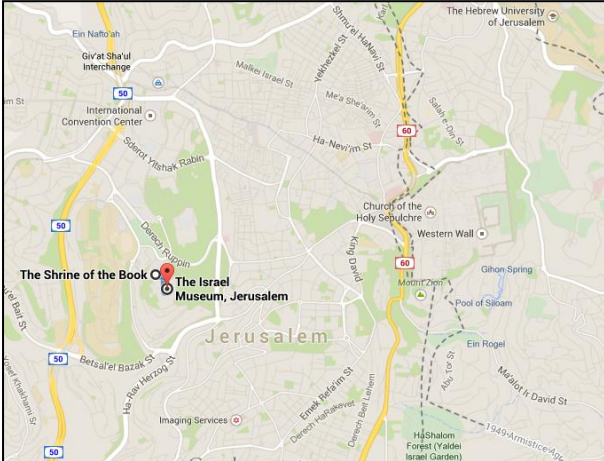 The Hebrew University
of Jerusalem
Ein Naftoah
Shmu'el HaNavi St
Giv'at Sha'ul
Interchange
Yekhezkel St
Malkei Israel St
50
International
Convention Center
Me'a She'arim St
Salah e-Din St
60
Sderot Yitshak Rabin
Ha-Nevi'im St
Church of the
Holy Sepulchre
50
Derech Ruppin
King David
Western Wall
60
The Shrine of the Book
The Israel
Museum, Jerusalem
Mount Zion
Gihon Spring
Pool of Siloam
Jerusalem
Ein Rogel
50
Betsal'el Bazak St
Ha-Rav Herzog St
Abu Tor St
Ma'alot Ir David St
Emek Refa'im St
Derech HaRakevet
Derech Beit Lehem
Imaging Services
HaShalom
Forest (Yaldei
Israel Garden)
1949 Armistice Agr
50